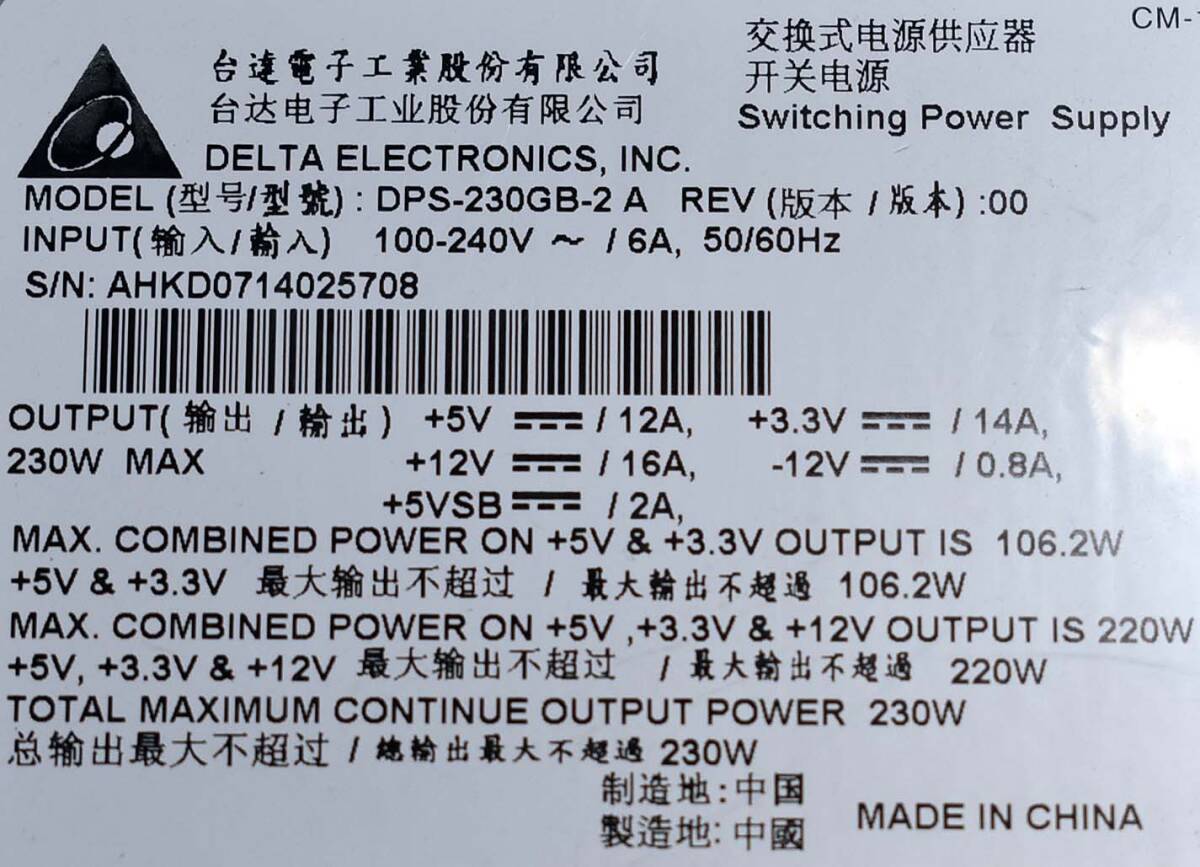 CM-
交换式电源供应器
开关电源
Switching Power Supply
台達電子工業股份有限公司
台达电子工业股份有限公司
DELTA ELECTRONICS, INC.
MODEL (型号/型號) : DPS-230GB-2 A REV (版本 / 版本) :00
INPUT( 输入/輸入) 100-240V ~ / 6A, 50/60Hz
S/N: AHKD0714025708
OUTPUT( 输出 / 輸出 ) +5V ⎓ / 12A, +3.3V ⎓ / 14A,
230W MAX +12V ⎓ / 16A, -12V ⎓ / 0.8A,
+5VSB ⎓ / 2A,
MAX. COMBINED POWER ON +5V & +3.3V OUTPUT IS 106.2W
+5V & +3.3V 最大输出不超过 / 最大輸出不超過 106.2W
MAX. COMBINED POWER ON +5V ,+3.3V & +12V OUTPUT IS 220W
+5V, +3.3V & +12V 最大输出不超过 / 最大輸出不超過 220W
TOTAL MAXIMUM CONTINUE OUTPUT POWER 230W
总输出最大不超过 / 總輸出最大不超過 230W
制造地:中国
製造地:中國
MADE IN CHINA